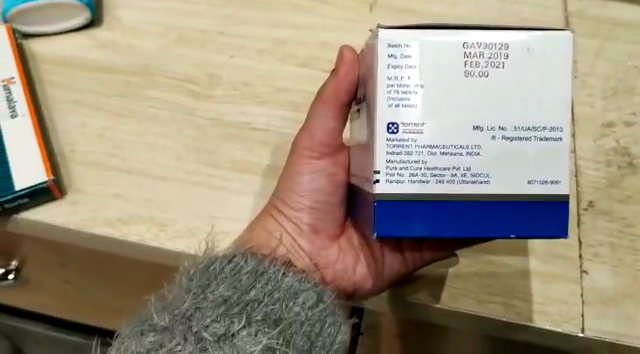 Himalaya
Batch No. GAV90129
Mfg. Date MAR.2019
Expiry Date FEB.2021
M.R.P. ₹ 90.00
per blister strip
of 15 tablets
(Inclusive
of all taxes)
torrent
Mfg. Lic. No. : 51/UA/SC/P-2013
® - Registered Trademark
Marketed by
TORRENT PHARMACEUTICALS LTD.
Indrad-382 721, Dist. Mehsana, INDIA.
Manufactured by
Pure and Cure Healthcare Pvt. Ltd.
Plot No. 26A-30, Sector - 8A, IIE, SIDCUL,
Ranipur, Haridwar - 249 403 (Uttarakhand)